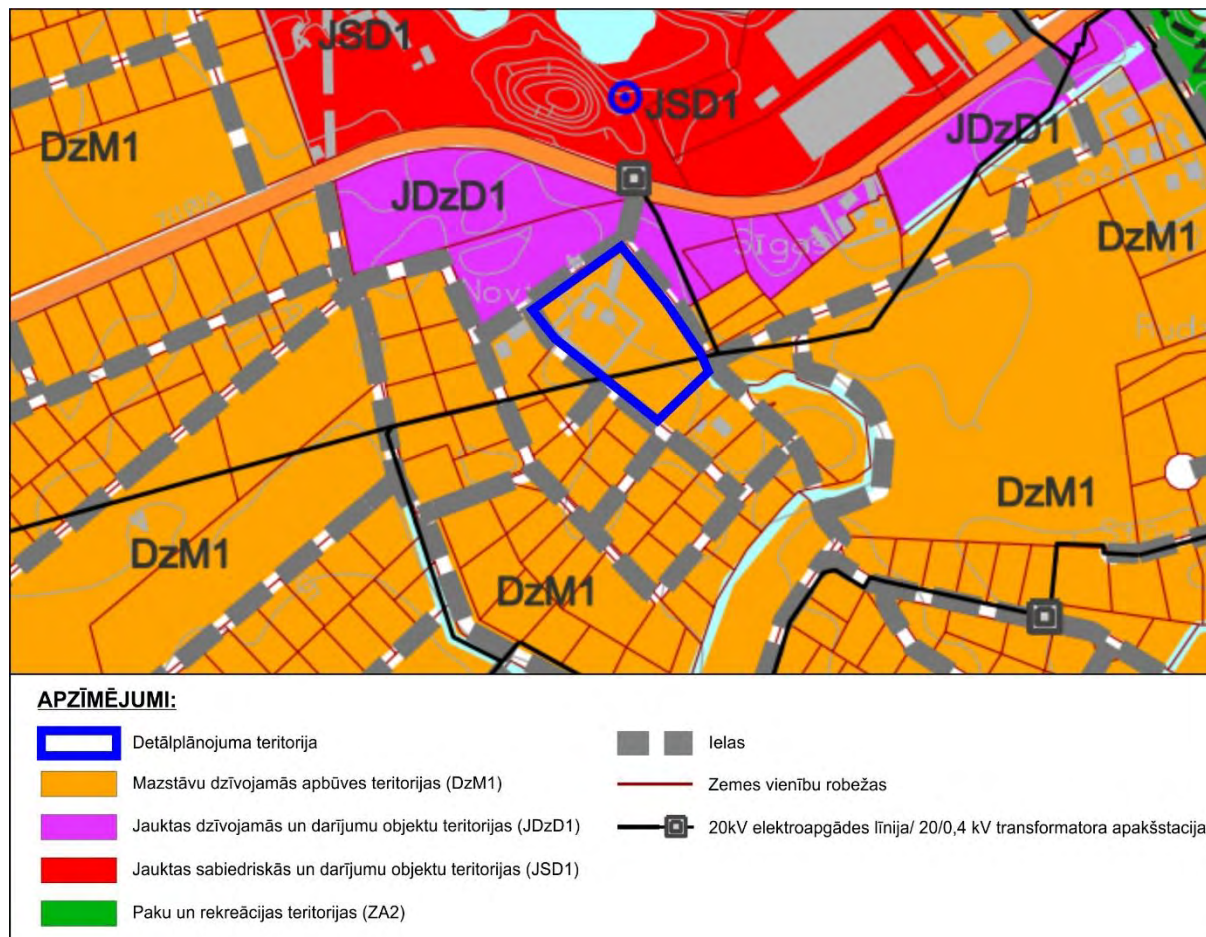 JSD1
DzM1
JSD1
JDzD1
JDzD1
DzM1
Novi
DzM1
DzM1
DzM1
APZĪMĒJUMI:
Detālplānojuma teritorija
Ielas
Mazstāvu dzīvojamās apbūves teritorijas (DzM1)
Zemes vienību robežas
Jauktas dzīvojamās un darījumu objektu teritorijas (JDzD1)
20kV elektroapgādes līnija/ 20/0,4 kV transformatora apakšstacija
Jauktas sabiedriskās un darījumu objektu teritorijas (JSD1)
Paku un rekreācijas teritorijas (ZA2)